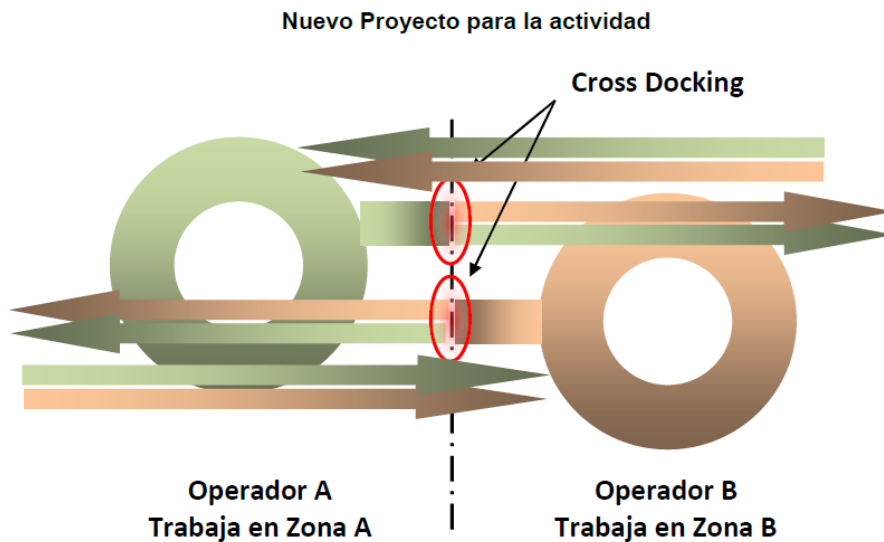 Nuevo Proyecto para la actividad
Cross Docking
Operador A
Trabaja en Zona A
Operador B
Trabaja en Zona B